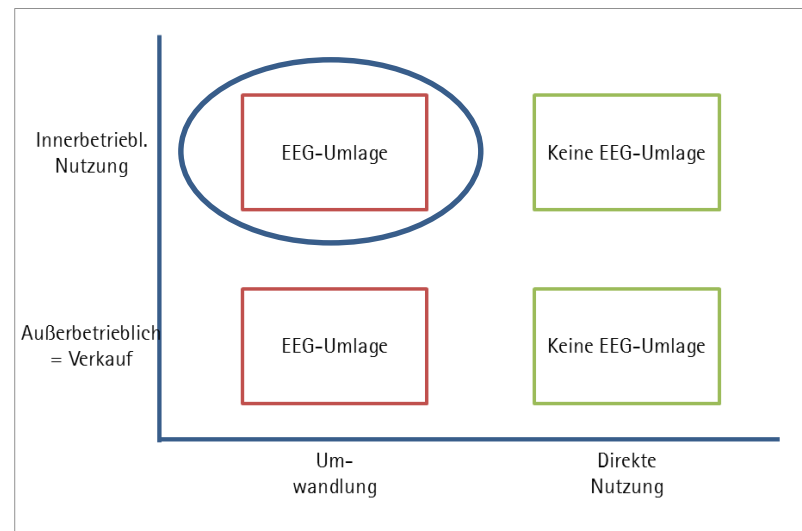 Innerbetriebl.
Nutzung
EEG-Umlage
Keine EEG-Umlage
Außerbetrieblich
= Verkauf
EEG-Umlage
Keine EEG-Umlage
Um-
wandlung
Direkte
Nutzung